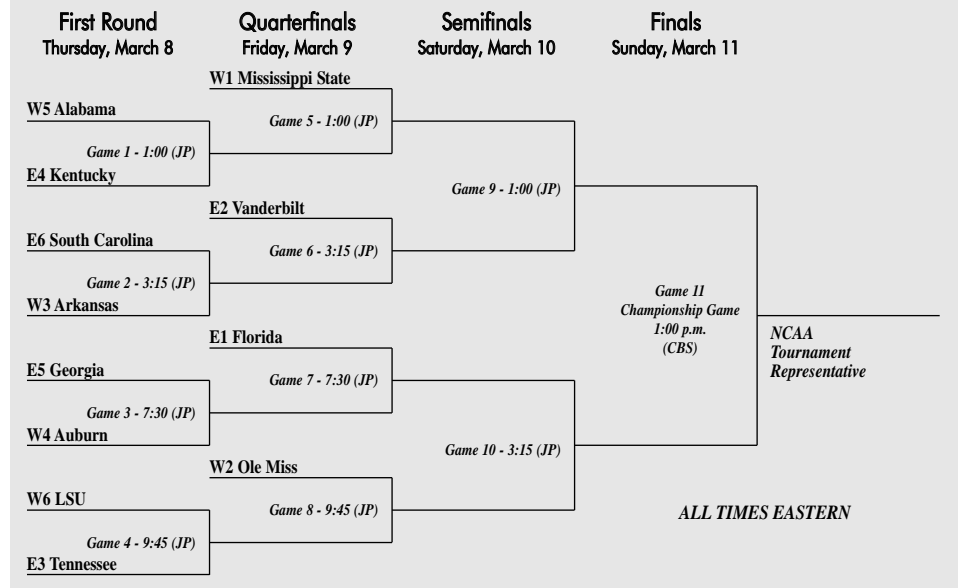 First Round
Thursday, March 8
Quarterfinals
Friday, March 9
Semifinals
Saturday, March 10
Finals
Sunday, March 11
W5 Alabama
Game 1 - 1:00 (JP)
E4 Kentucky
E6 South Carolina
Game 2 - 3:15 (JP)
W3 Arkansas
E5 Georgia
Game 3 - 7:30 (JP)
W4 Auburn
W6 LSU
Game 4 - 9:45 (JP)
E3 Tennessee
W1 Mississippi State
Game 5 - 1:00 (JP)
E2 Vanderbilt
Game 6 - 3:15 (JP)
E1 Florida
Game 7 - 7:30 (JP)
W2 Ole Miss
Game 8 - 9:45 (JP)
Game 9 - 1:00 (JP)
Game 10 - 3:15 (JP)
Game 11
Championship Game
1:00 p.m.
(CBS)
NCAA
Tournament
Representative
ALL TIMES EASTERN